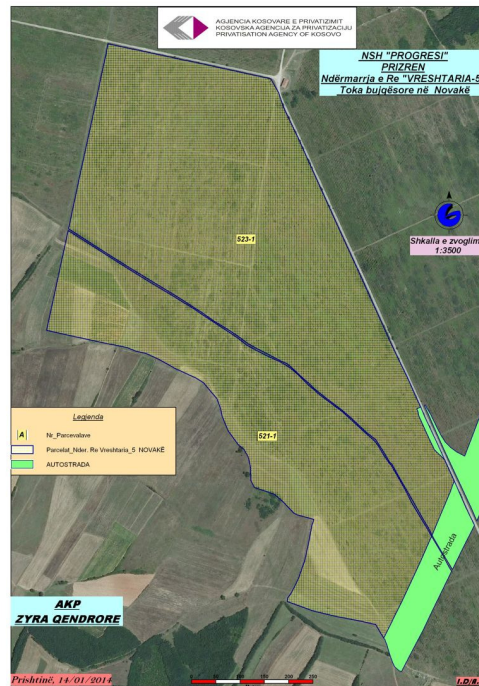 AGJENCIA KOSOVARE E PRIVATIZIMIT
KOSOVSKA AGENCIJA ZA PRIVATIZACIJU
PRIVATISATION AGENCY OF KOSOVO
NSH "PROGRESI"
PRIZREN
Ndërmarrja e Re "VRESHTARIA-5
Toka bujqësore në Novakë
Shkalla e zvoglim
1:3500
523-1
521-1
Legjenda
A Nr_Parcevalave
Parcelat_Nder. Re Vreshtaria_5 NOVAKË
AUTOSTRADA
Autostrada
AKP
ZYRA QENDRORE
Prishtinë, 14/01/2014